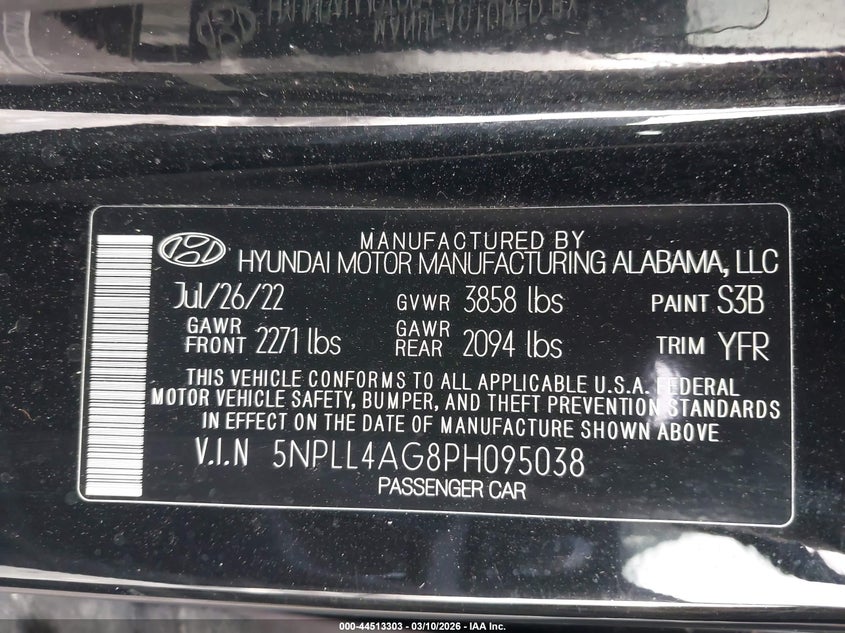 MANUFACTURED BY
HYUNDAI MOTOR MANUFACTURING ALABAMA, LLC
Jul/26/22 GVWR 3858 lbs PAINT S3B
GAWR FRONT 2271 lbs GAWR REAR 2094 lbs TRIM YFR
THIS VEHICLE CONFORMS TO ALL APPLICABLE U.S.A. FEDERAL
MOTOR VEHICLE SAFETY, BUMPER, AND THEFT PREVENTION STANDARDS
IN EFFECT ON THE DATE OF MANUFACTURE SHOWN ABOVE
V.I.N 5NPLL4AG8PH095038
PASSENGER CAR
000-44513303 - 03/10/2026 - IAA Inc.